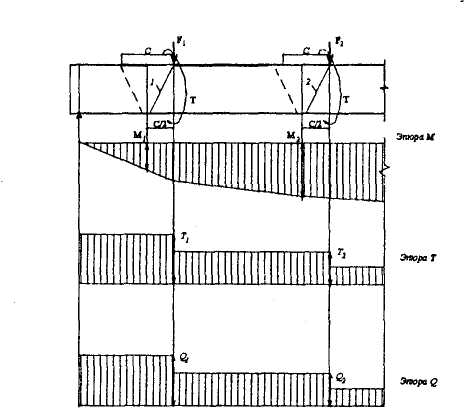 F₁ F₂
C C
1 T 2 T
C/2 C/2
M₁ M₂ Эпюра M
T₁
T₂ Эпюра T
Q₁
Q₂ Эпюра Q